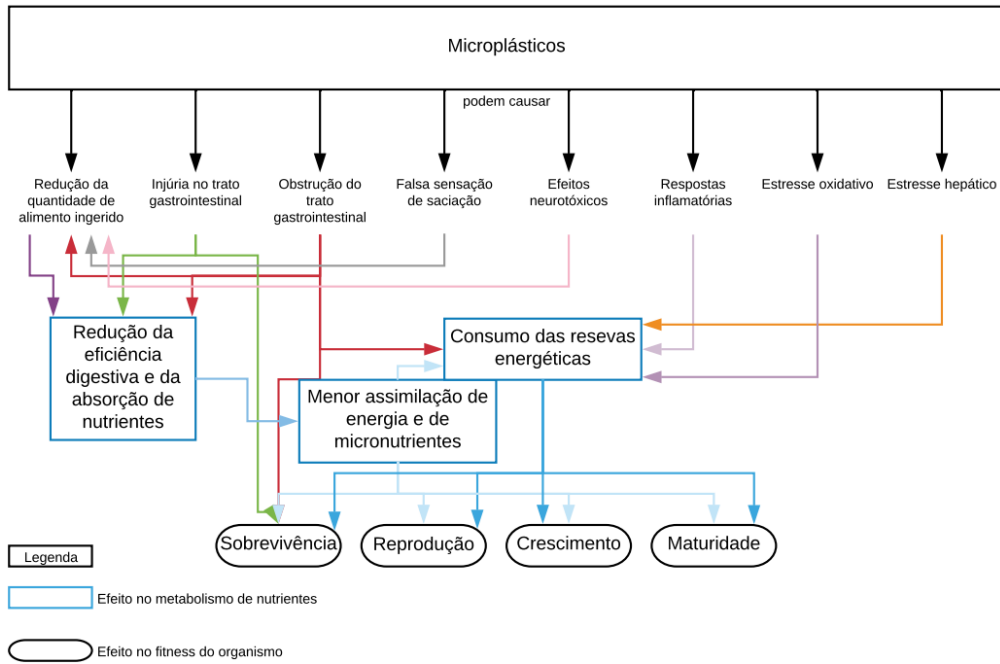 Microplásticos
podem causar
Redução da
quantidade de
alimento ingerido
Injúria no trato
gastrointestinal
Obstrução do
trato
gastrointestinal
Falsa sensação
de saciação
Efeitos
neurotóxicos
Respostas
inflamatórias
Estresse oxidativo
Estresse hepático
Redução da
eficiência
digestiva e da
absorção de
nutrientes
Consumo das resevas
energéticas
Menor assimilação de
energia e de
micronutrientes
Sobrevivência
Reprodução
Crescimento
Maturidade
Legenda
Efeito no metabolismo de nutrientes
Efeito no fitness do organismo